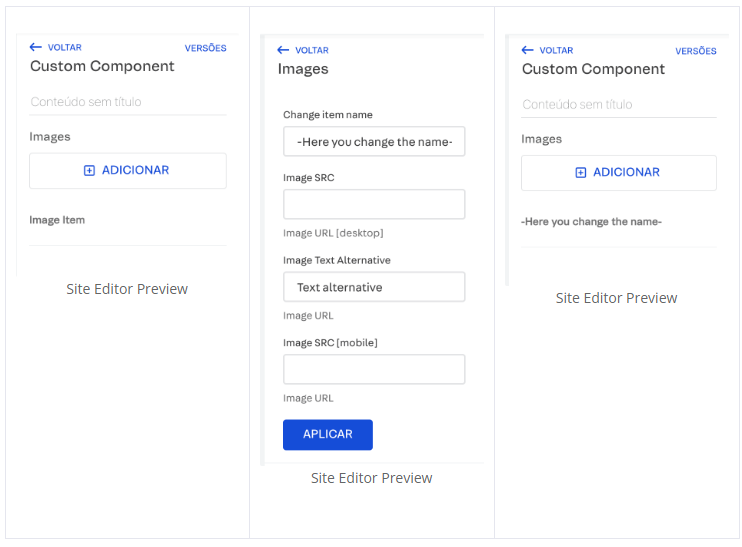 VOLTAR
VERSÕES
Custom Component
Conteúdo sem título
Images
ADICIONAR
Image Item
Site Editor Preview
VOLTAR
Images
Change item name
-Here you change the name-
Image SRC
Image URL [desktop]
Image Text Alternative
Text alternative
Image URL
Image SRC [mobile]
Image URL
APLICAR
Site Editor Preview
VOLTAR
VERSÕES
Custom Component
Conteúdo sem título
Images
ADICIONAR
-Here you change the name-
Site Editor Preview